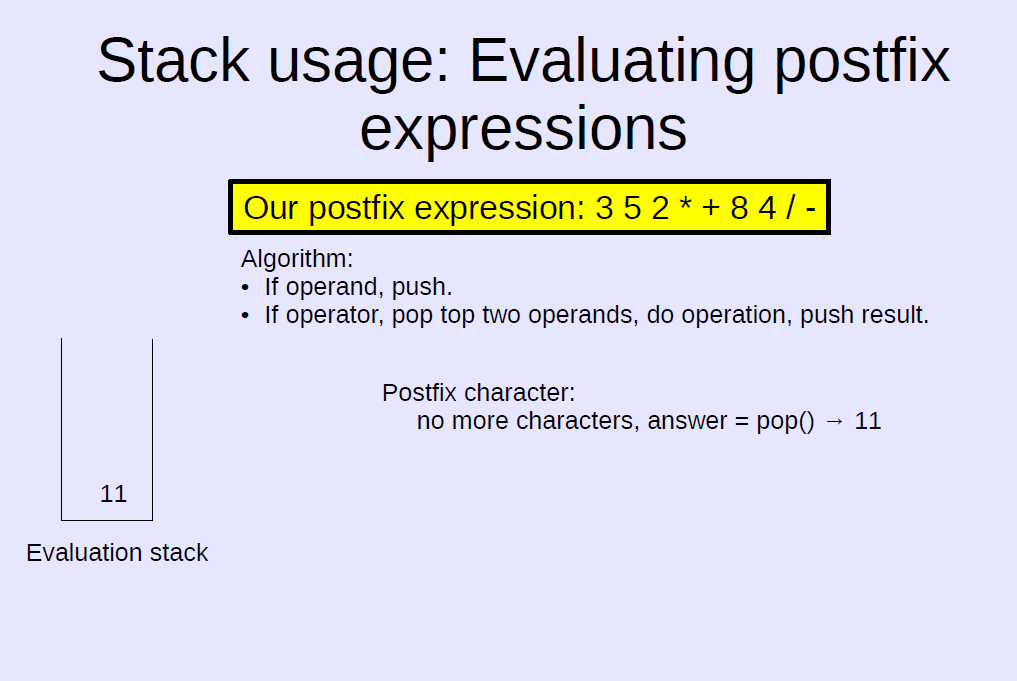 Stack usage: Evaluating postfix
expressions
Our postfix expression: 3 5 2 * + 8 4 / -
Algorithm:
• If operand, push.
• If operator, pop top two operands, do operation, push result.
Postfix character:
no more characters, answer = pop() → 11
11
Evaluation stack